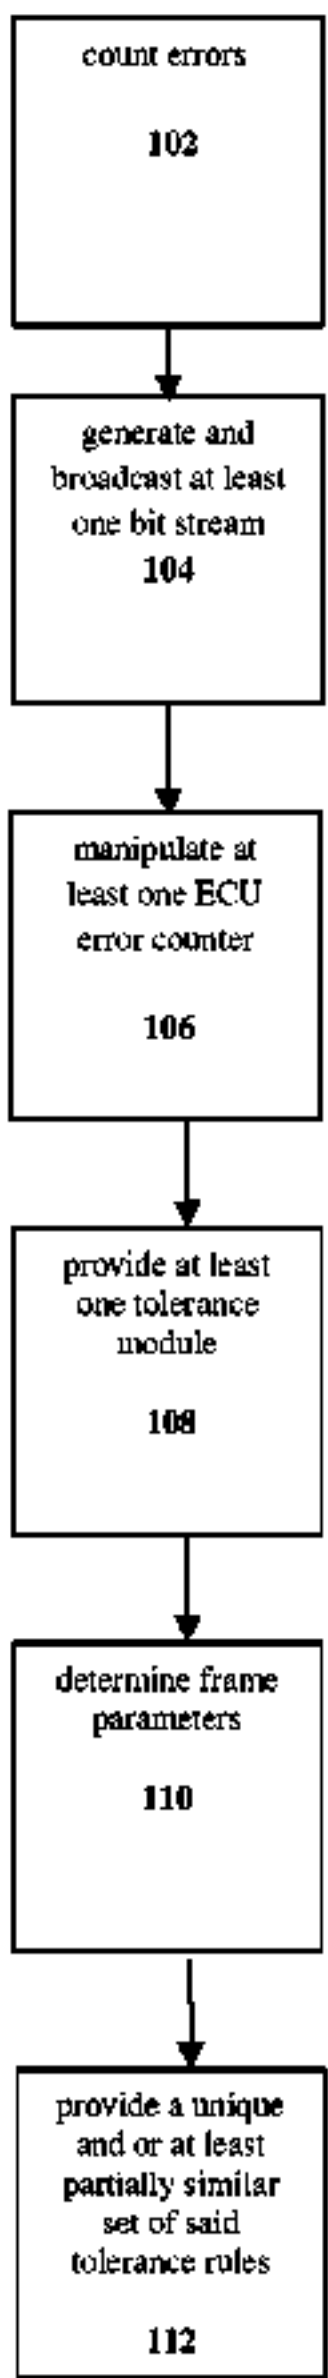 count errors
102
generate and
broadcast at least
one bit stream
104
manipulate at
least one ECU
error counter
106
provide at least
one tolerance
module
108
determine frame
parameters
110
provide a unique
and or at least
partially similar
set of said
tolerance rules
112